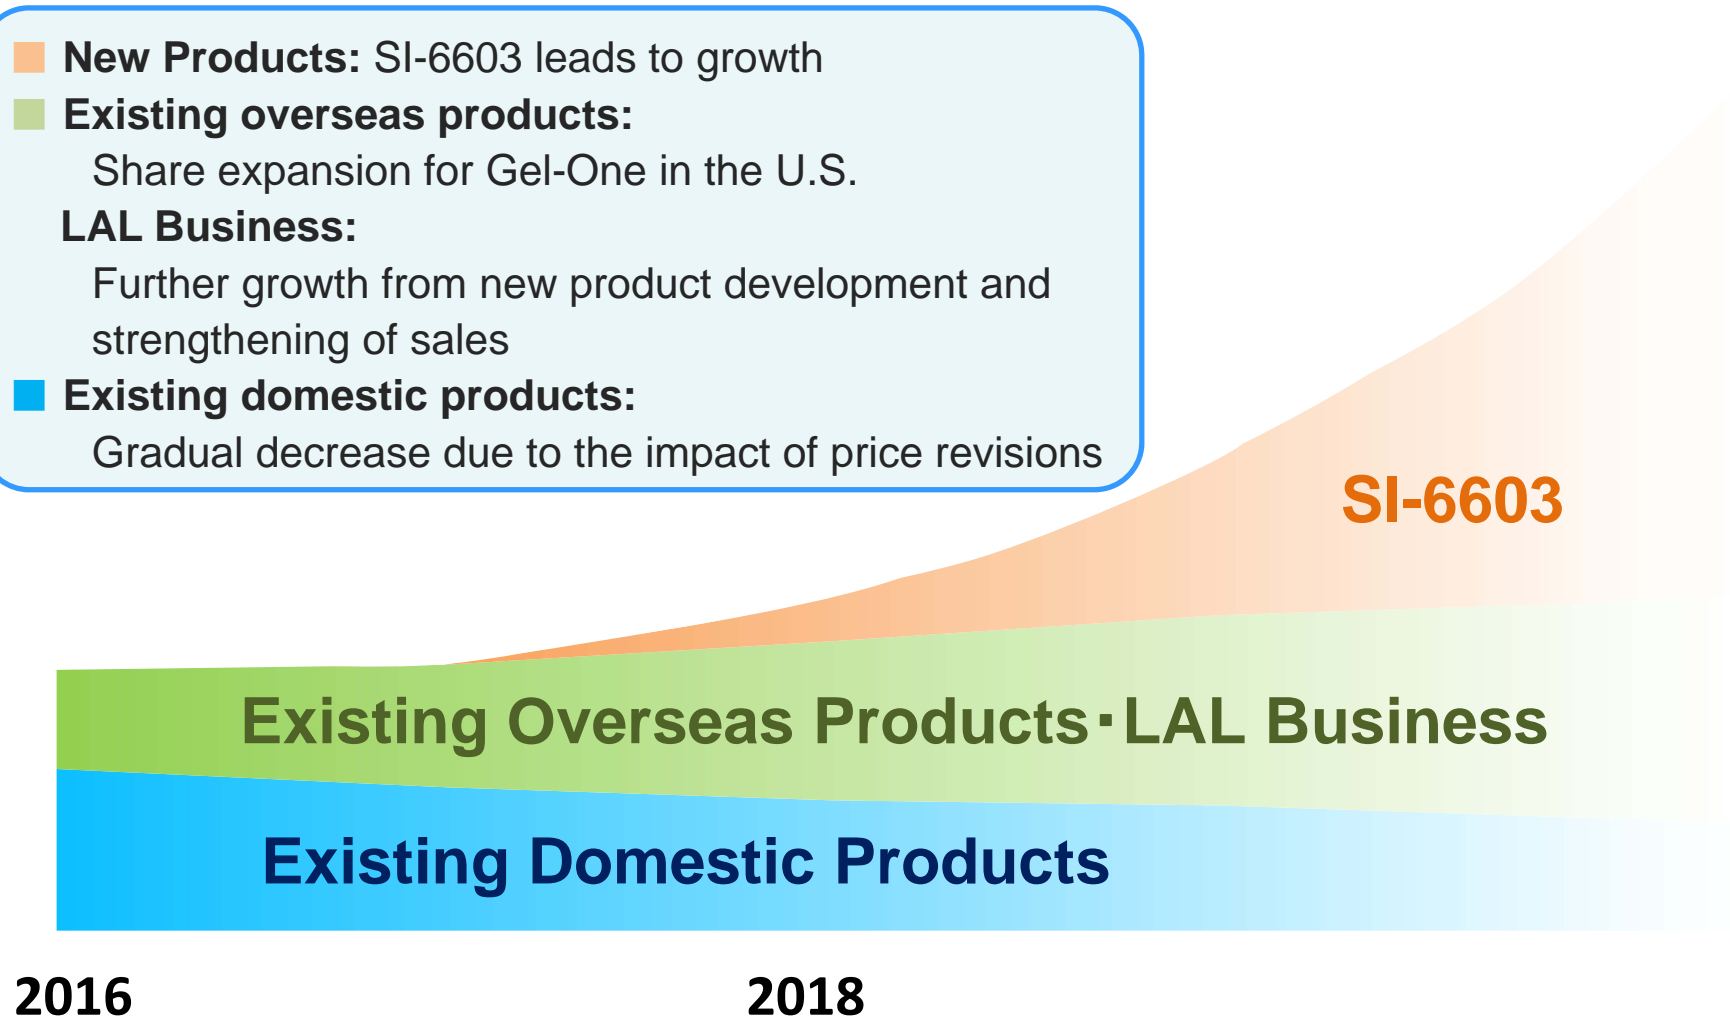 New Products: SI-6603 leads to growth
Existing overseas products:
Share expansion for Gel-One in the U.S.
LAL Business:
Further growth from new product development and
strengthening of sales
Existing domestic products:
Gradual decrease due to the impact of price revisions
SI-6603
Existing Overseas Products･LAL Business
Existing Domestic Products
2016
2018